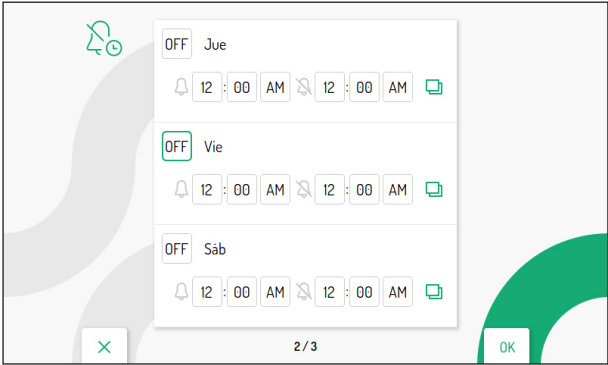 OFF Jue
12 : 00 AM 12 : 00 AM
OFF Vie
12 : 00 AM 12 : 00 AM
OFF Sáb
12 : 00 AM 12 : 00 AM
2 / 3 OK